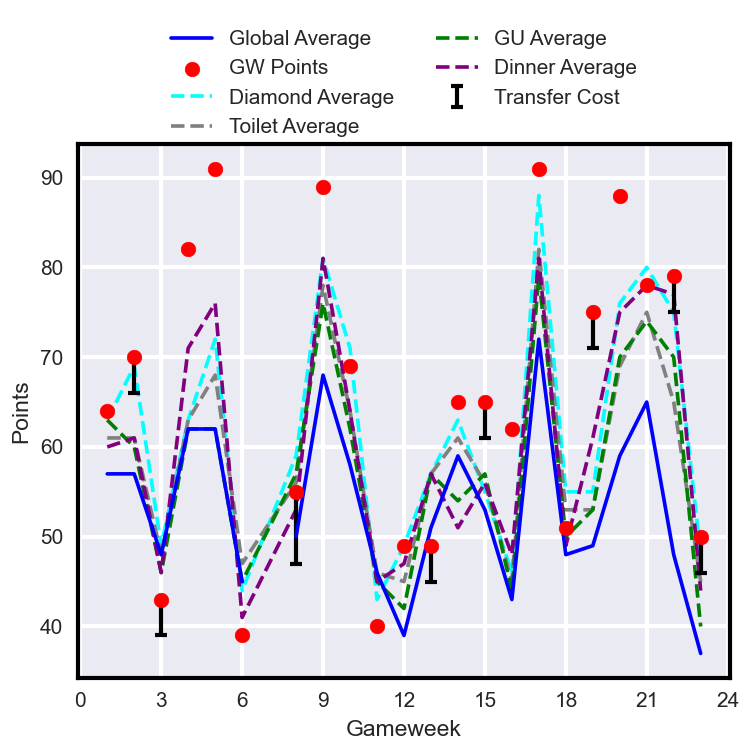 Global Average
GW Points
Diamond Average
Toilet Average
GU Average
Dinner Average
Transfer Cost
90
80
70
60
50
40
Points
0 3 6 9 12 15 18 21 24
Gameweek